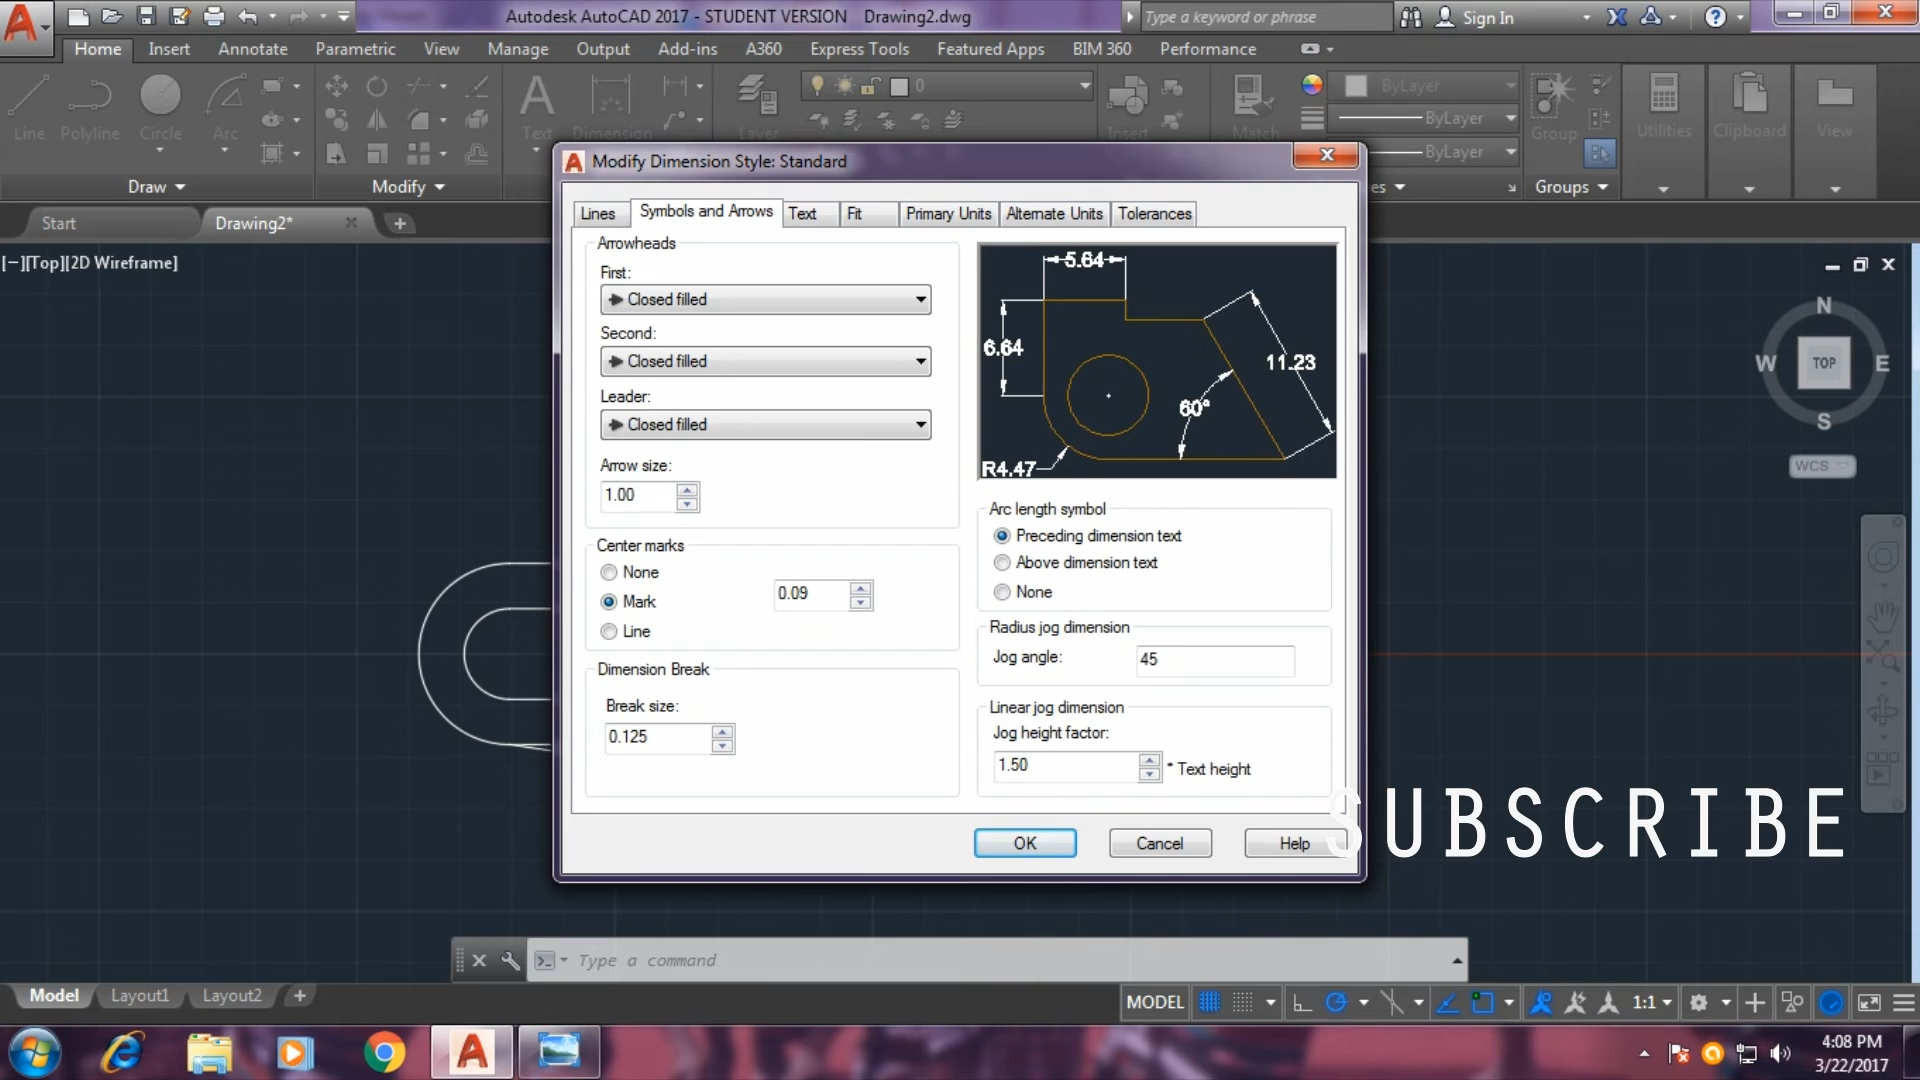 Autodesk AutoCAD 2017 - STUDENT VERSION Drawing2.dwg
Type a keyword or phrase
Sign In
Home Insert Annotate Parametric View Manage Output Add-ins A360 Express Tools Featured Apps BIM 360 Performance
Line Polyline Circle Arc
Text Dimension Layer
0
Insert Match
ByLayer
ByLayer
ByLayer
Group Utilities Clipboard View
Draw Modify
es Groups
Start Drawing2*
[−][Top][2D Wireframe]
N
W TOP E
S
WCS
Modify Dimension Style: Standard
Lines Symbols and Arrows Text Fit Primary Units Alternate Units Tolerances
Arrowheads
First:
Closed filled
Second:
Closed filled
Leader:
Closed filled
Arrow size:
1.00
Center marks
None
Mark
0.09
Line
Dimension Break
Break size:
0.125
5.64
6.64
11.23
60°
R4.47
Arc length symbol
Preceding dimension text
Above dimension text
None
Radius jog dimension
Jog angle: 45
Linear jog dimension
Jog height factor:
1.50 * Text height
OK Cancel Help
SUBSCRIBE
Type a command
Model Layout1 Layout2
MODEL 1:1
4:08 PM
3/22/2017